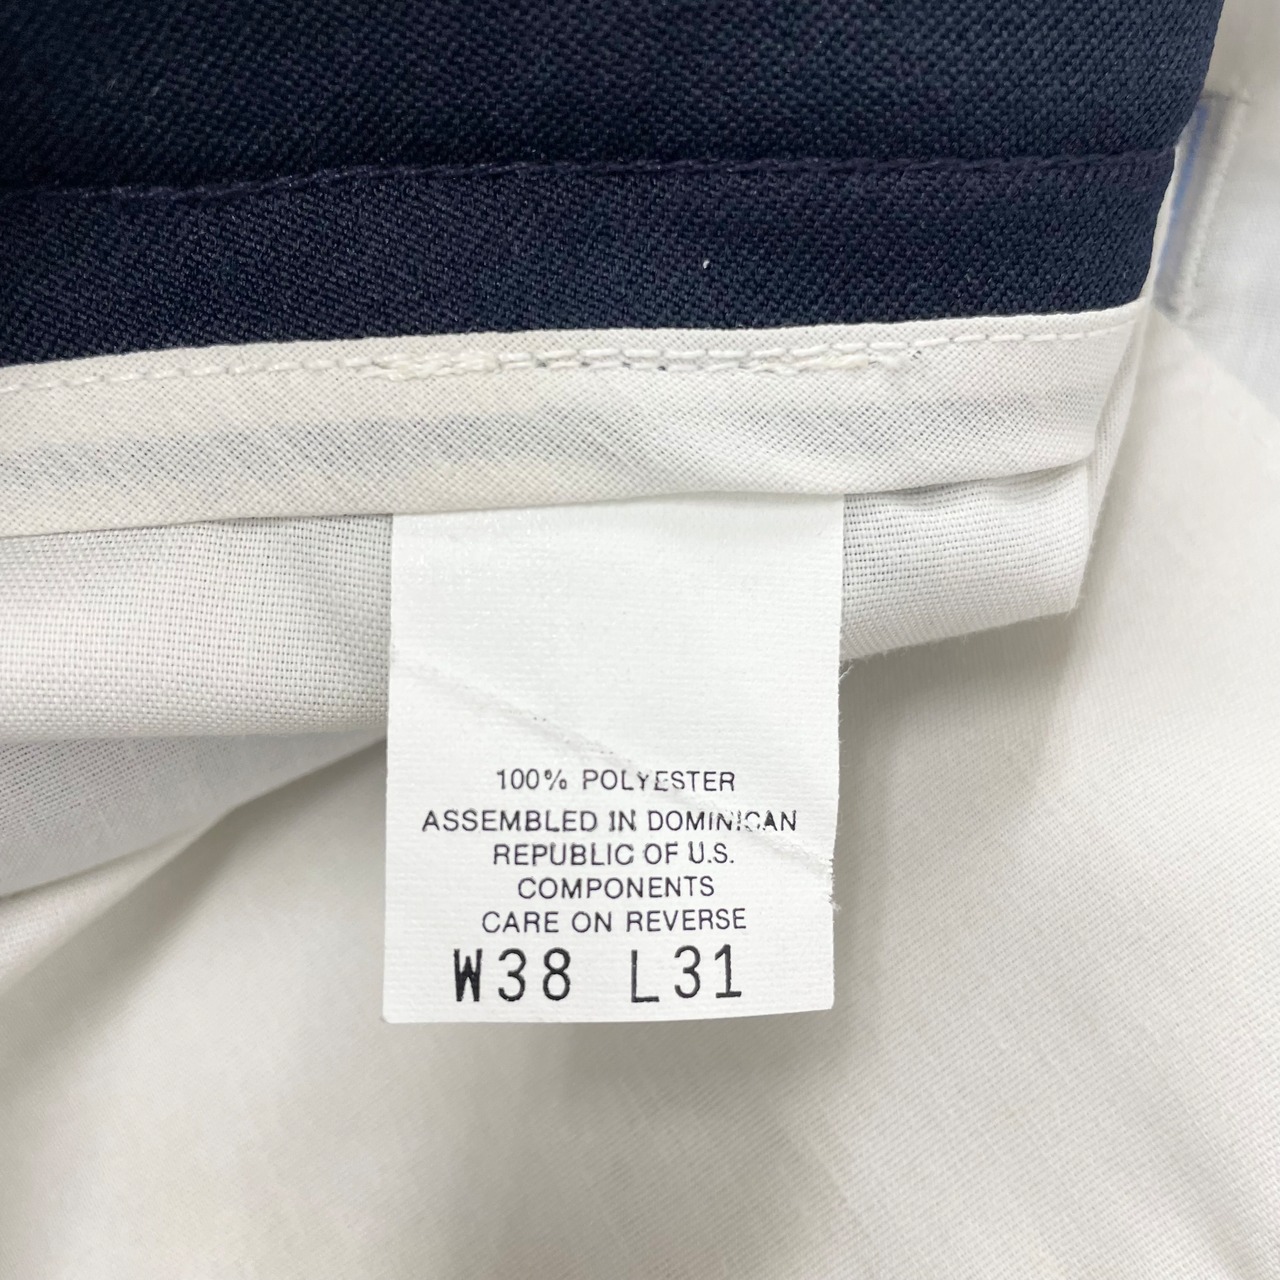 100% POLYESTER
ASSEMBLED IN DOMINICAN
REPUBLIC OF U.S.
COMPONENTS
CARE ON REVERSE
W38 L31